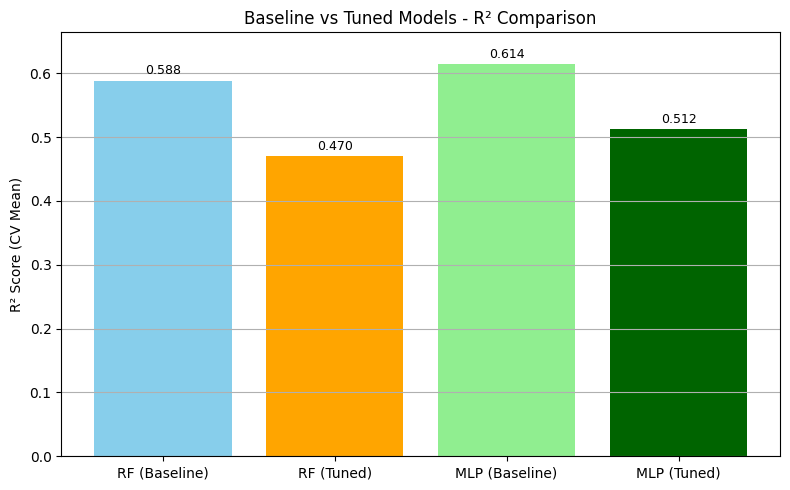 Baseline vs Tuned Models - R² Comparison
R² Score (CV Mean)
0.6
0.5
0.4
0.3
0.2
0.1
0.0
0.588
0.470
0.614
0.512
RF (Baseline)
RF (Tuned)
MLP (Baseline)
MLP (Tuned)